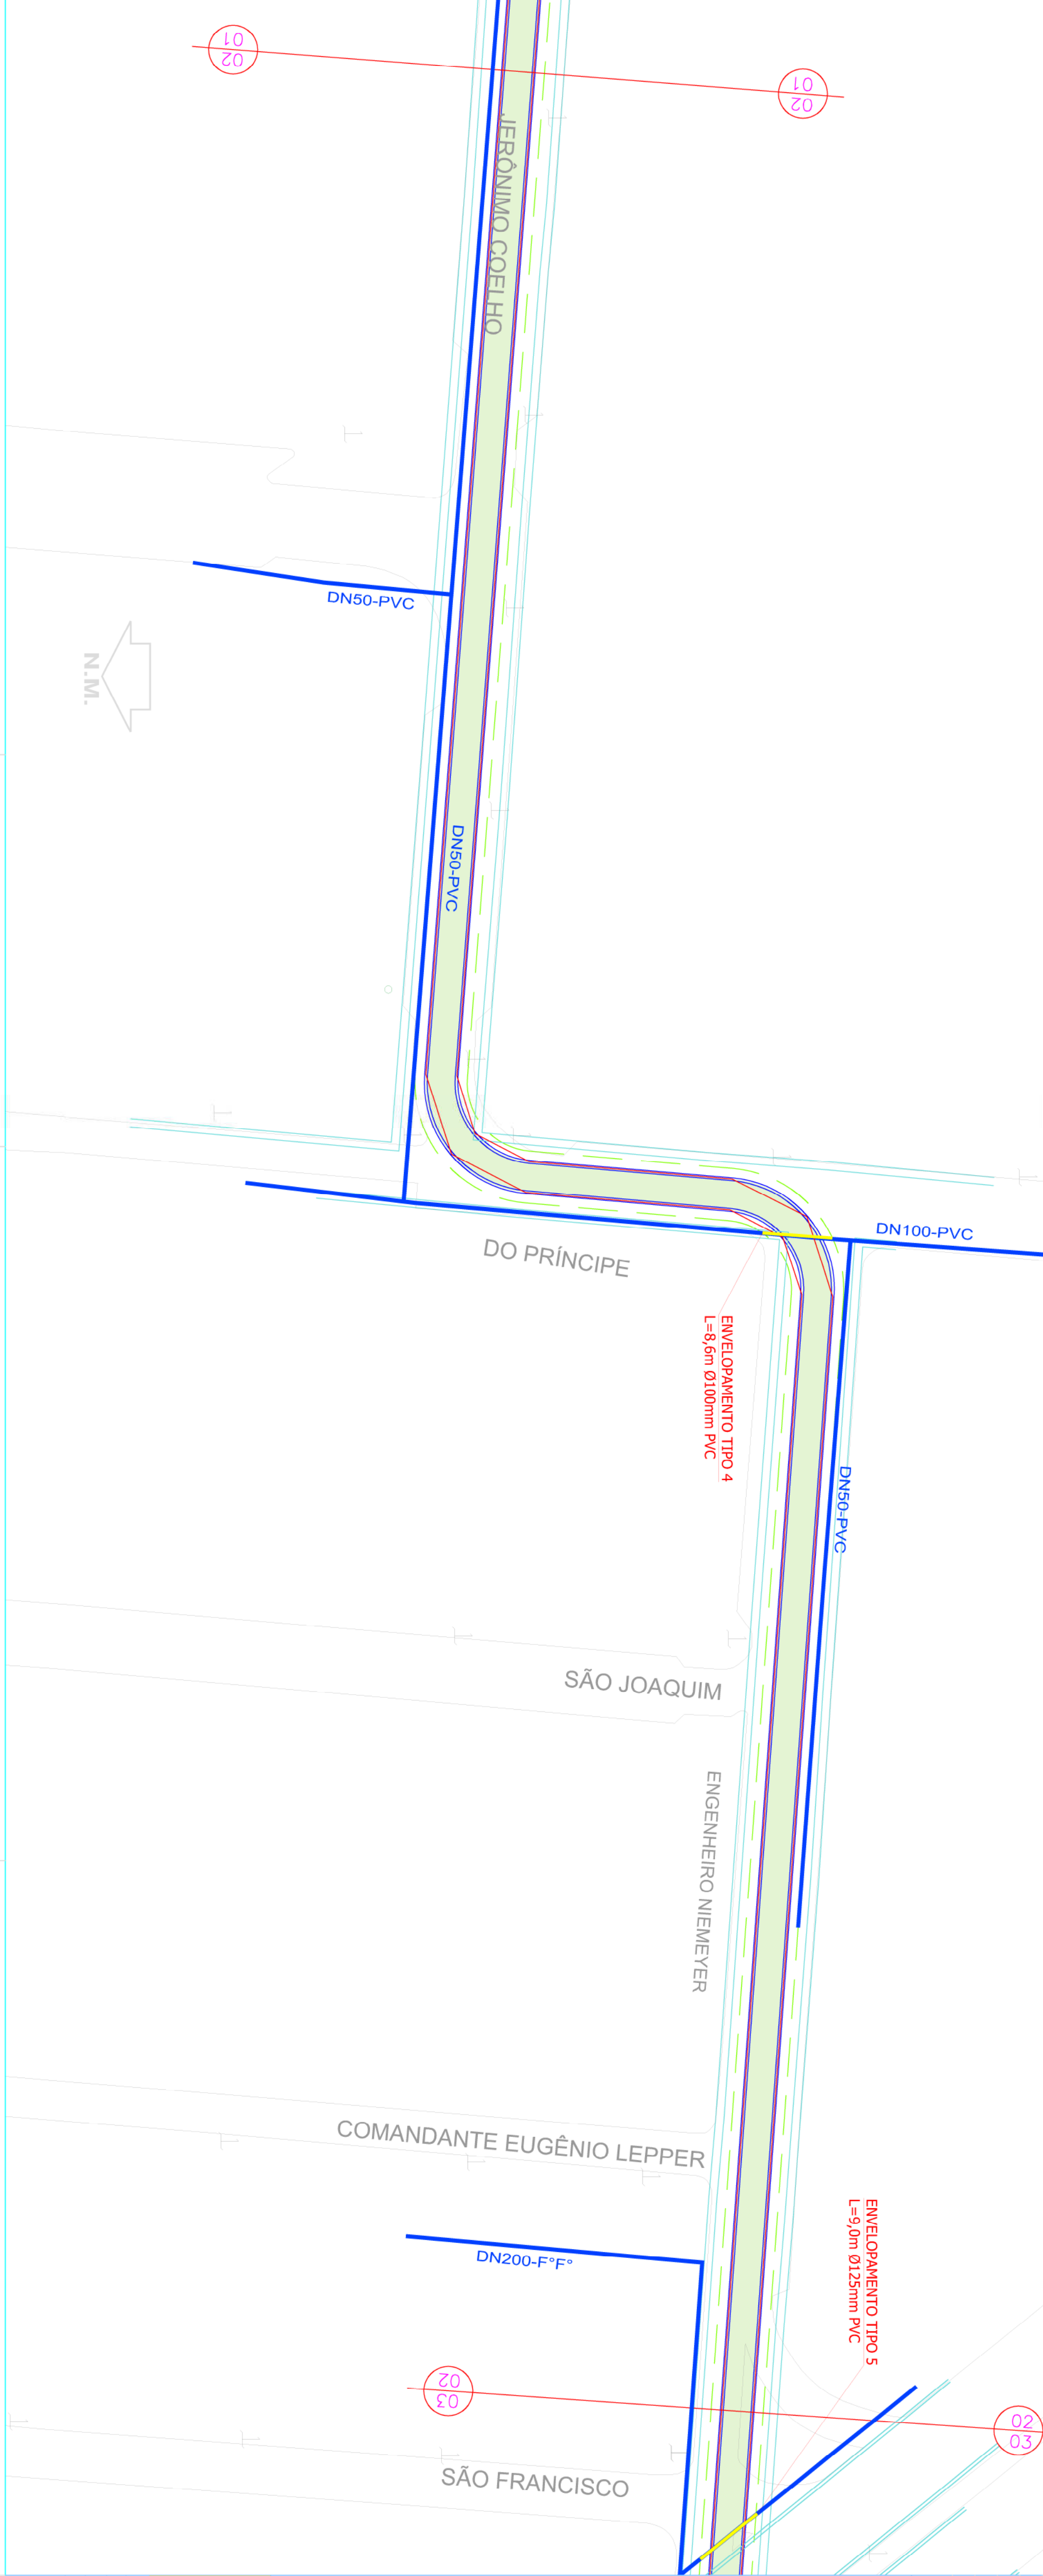 01
02
01
02
JERÔNIMO COELHO
DN50-PVC
N.M.
DN50-PVC
DN100-PVC
DO PRÍNCIPE
ENVELOPAMENTO TIPO 4
L=8,6m Ø100mm PVC
DN50-PVC
SÃO JOAQUIM
ENGENHEIRO NIEMEYER
COMANDANTE EUGÊNIO LEPPER
DN200-F°F°
ENVELOPAMENTO TIPO 5
L=9,0m Ø125mm PVC
02
03
02
03
SÃO FRANCISCO